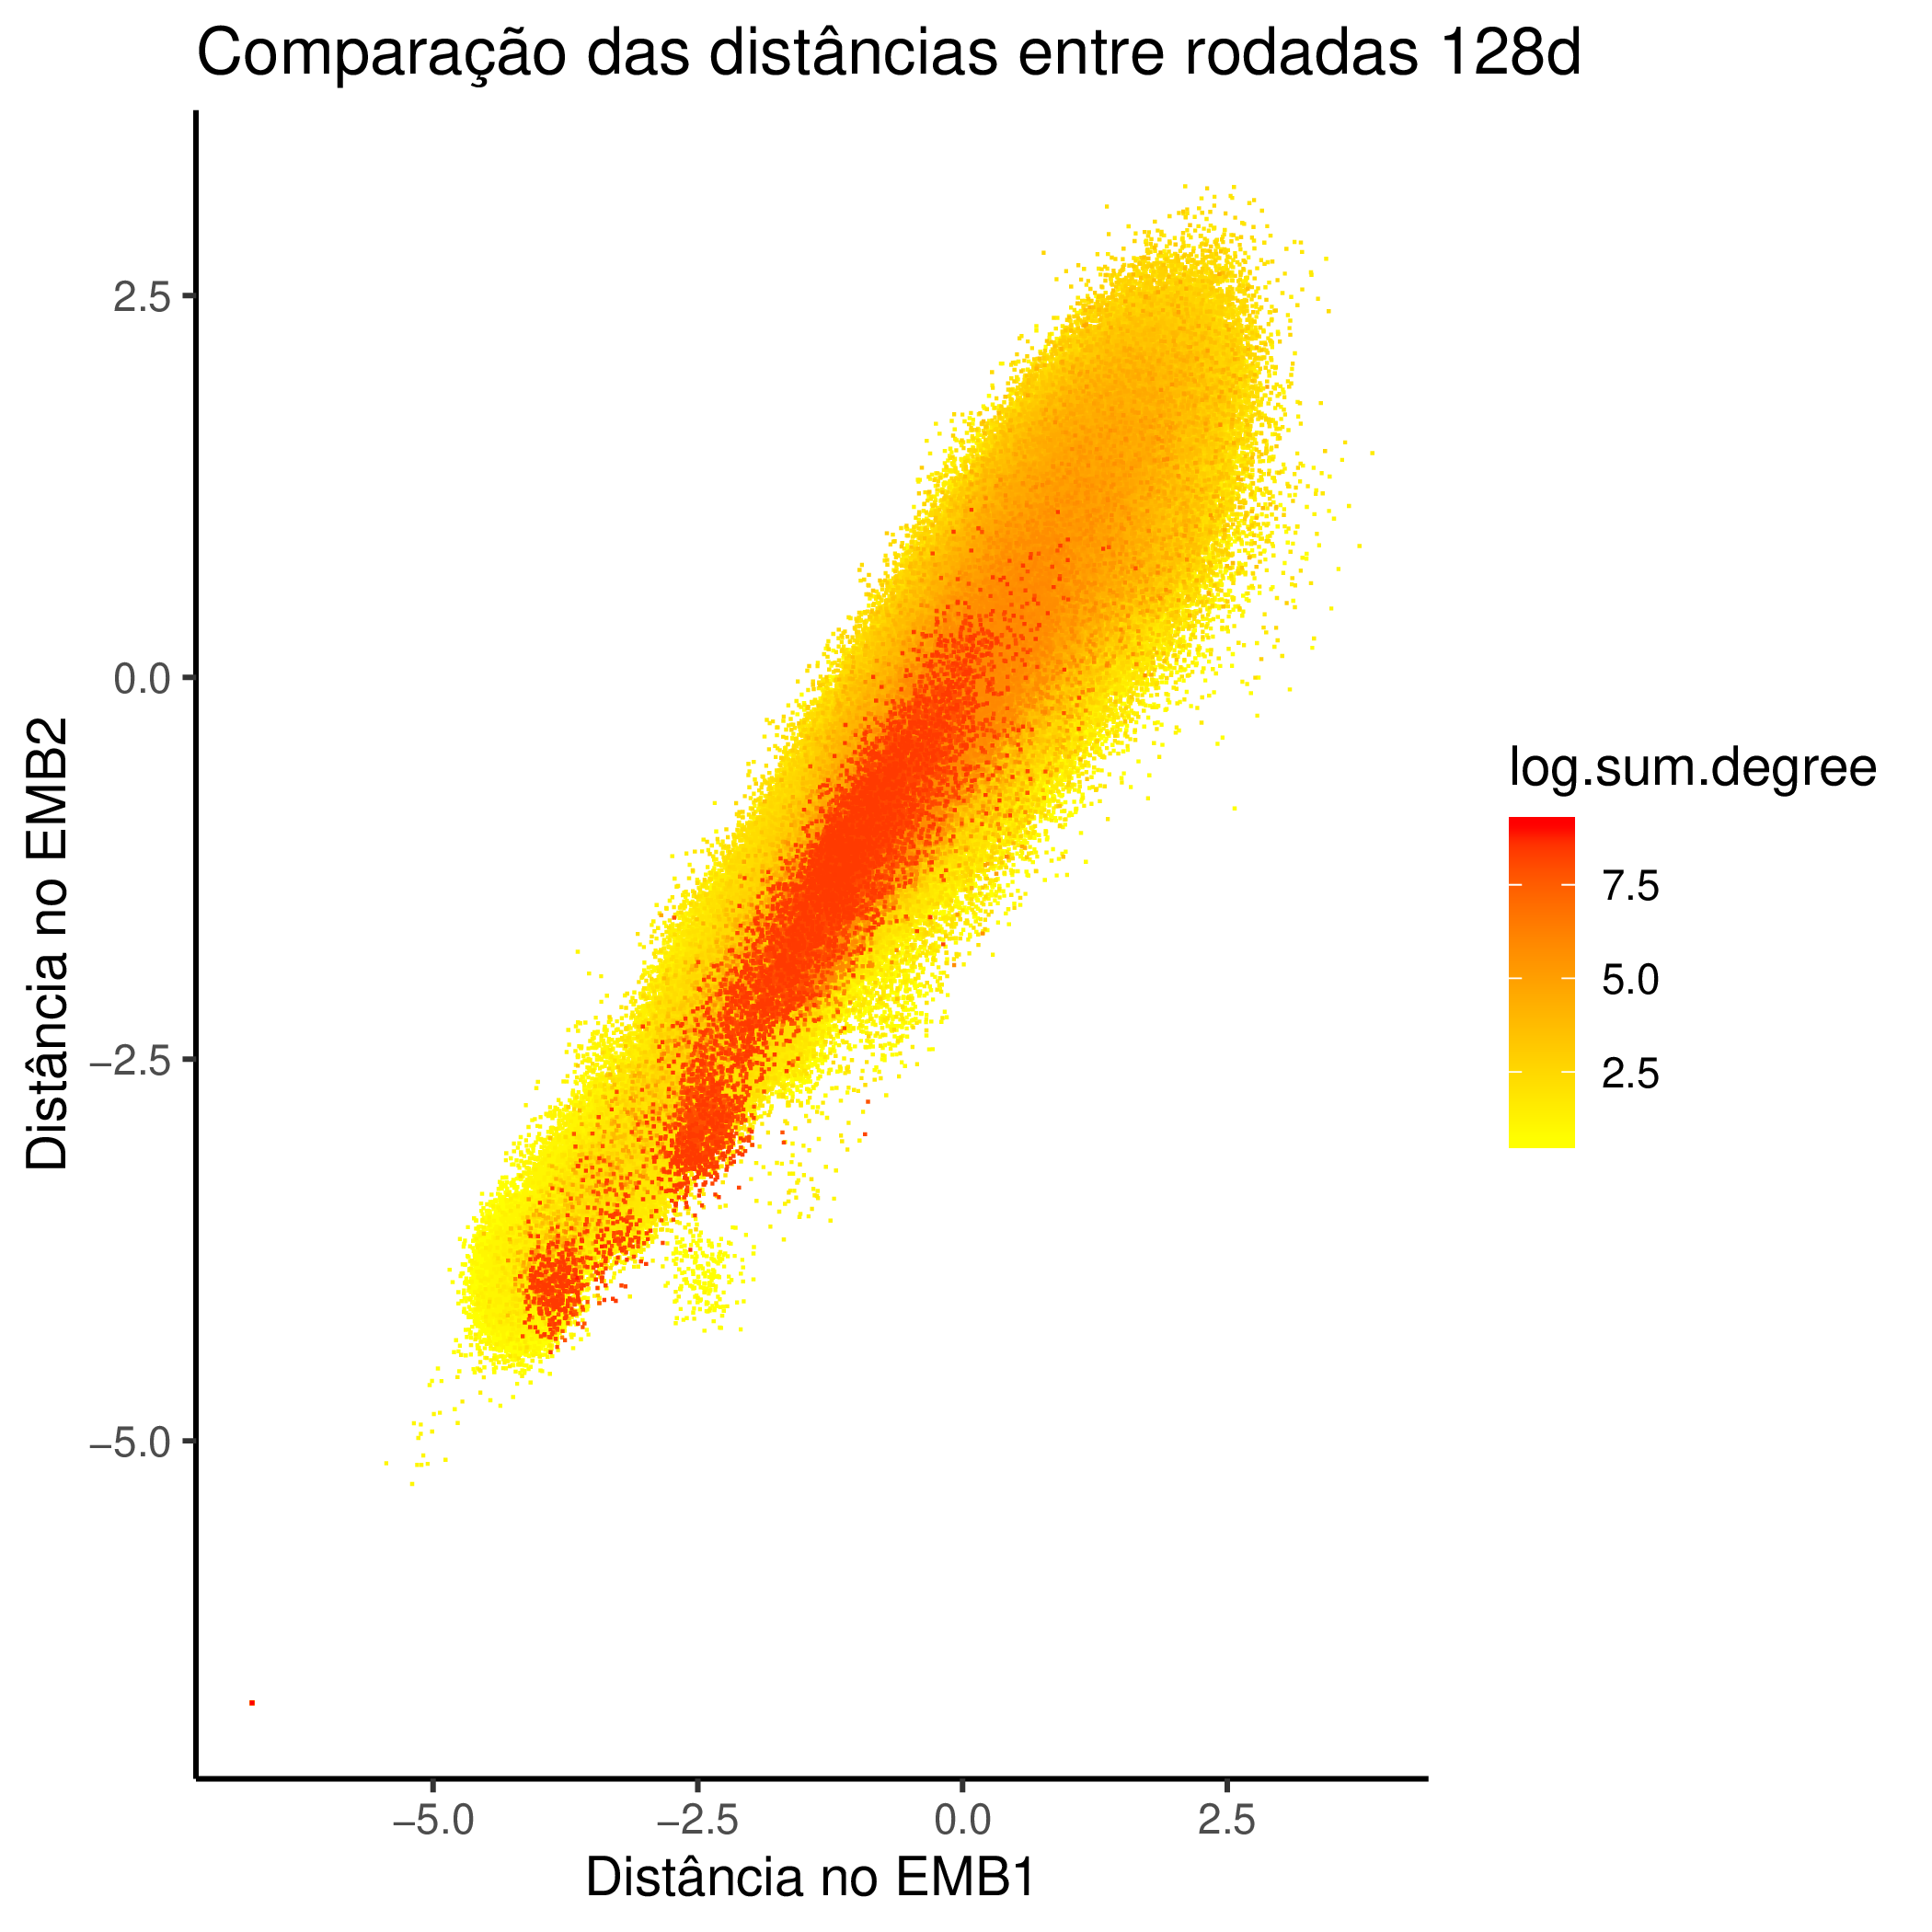 Comparação das distâncias entre rodadas 128d
Distância no EMB2
2.5
0.0
−2.5
−5.0
−5.0
−2.5
0.0
2.5
Distância no EMB1
log.sum.degree
7.5
5.0
2.5